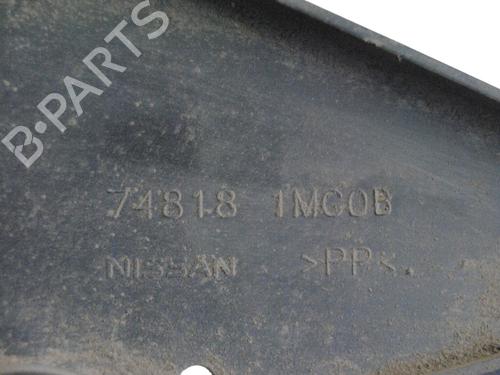 B-PARTS
74818 1MC0B
NISSAN >PP<.